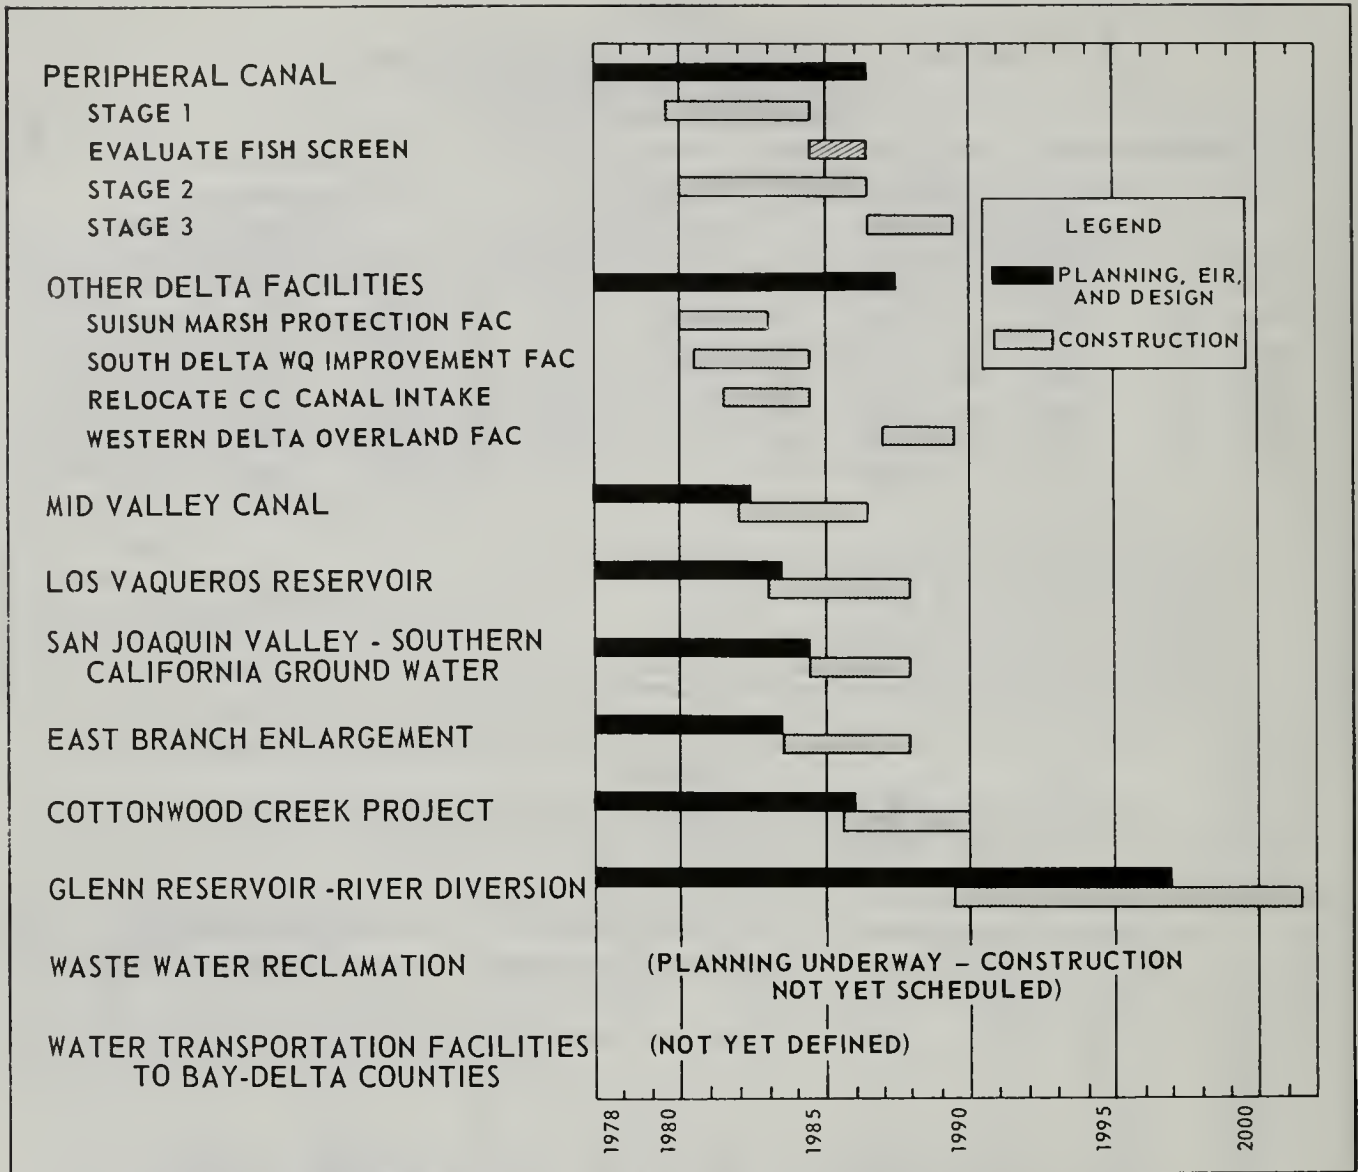 PERIPHERAL CANAL
STAGE 1
EVALUATE FISH SCREEN
STAGE 2
STAGE 3
OTHER DELTA FACILITIES
SUISUN MARSH PROTECTION FAC
SOUTH DELTA WQ IMPROVEMENT FAC
RELOCATE C C CANAL INTAKE
WESTERN DELTA OVERLAND FAC
LEGEND
PLANNING, EIR,
AND DESIGN
CONSTRUCTION
MID VALLEY CANAL
LOS VAQUEROS RESERVOIR
SAN JOAQUIN VALLEY - SOUTHERN
CALIFORNIA GROUND WATER
EAST BRANCH ENLARGEMENT
COTTONWOOD CREEK PROJECT
GLENN RESERVOIR -RIVER DIVERSION
WASTE WATER RECLAMATION
(PLANNING UNDERWAY – CONSTRUCTION
NOT YET SCHEDULED)
WATER TRANSPORTATION FACILITIES
TO BAY-DELTA COUNTIES
(NOT YET DEFINED)
1978
1980
1985
1990
1995
2000